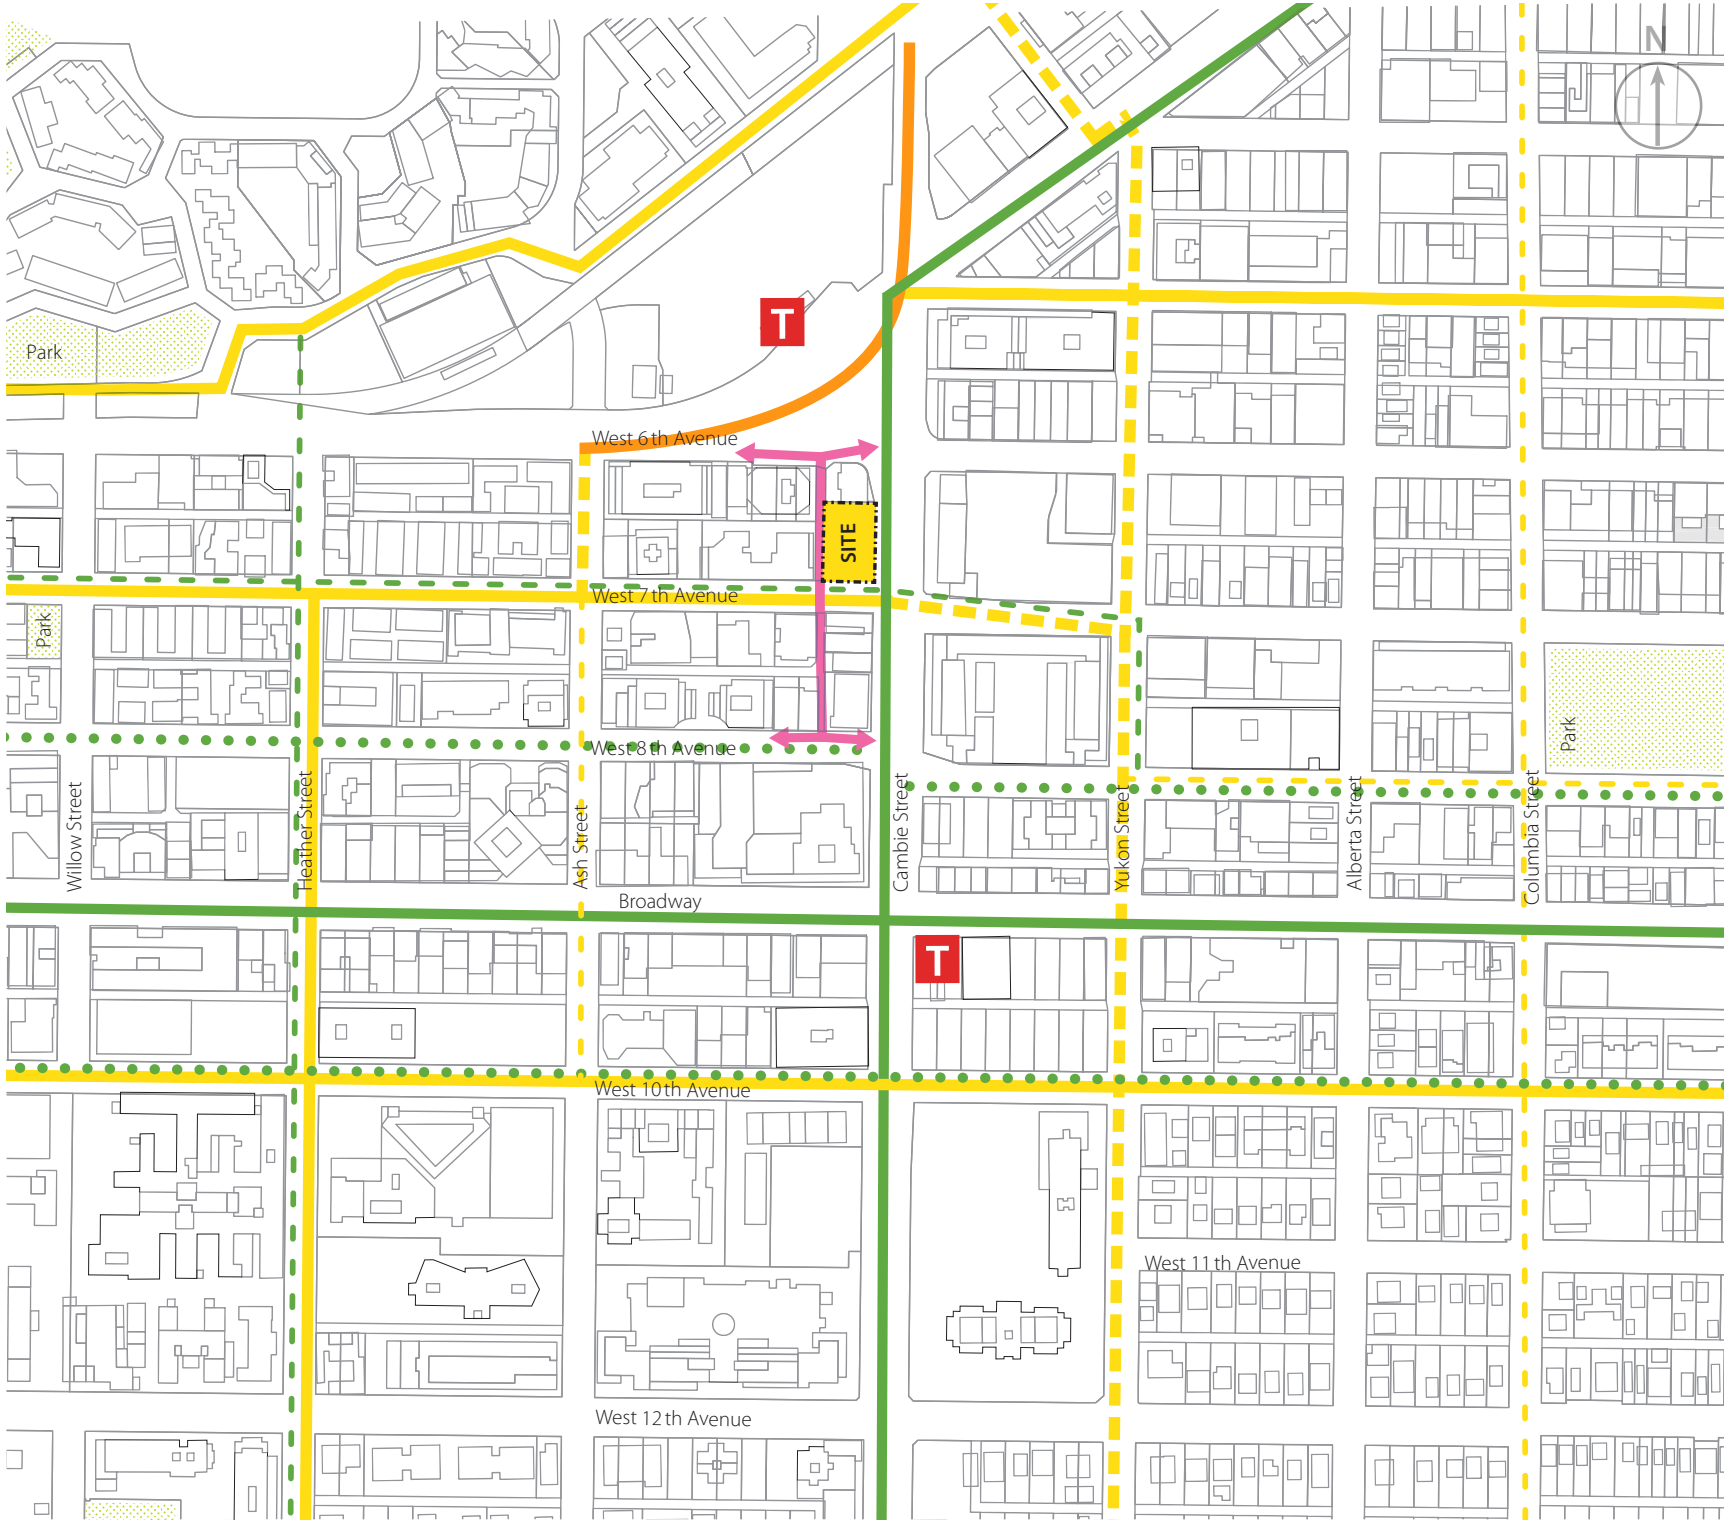 N
T
Park
West 6th Avenue
SITE
West 7th Avenue
Park
Park
West 8th Avenue
Willow Street
Heather Street
Ash Street
Cambie Street
Yukon Street
Alberta Street
Columbia Street
Broadway
T
West 10th Avenue
West 11th Avenue
West 12th Avenue